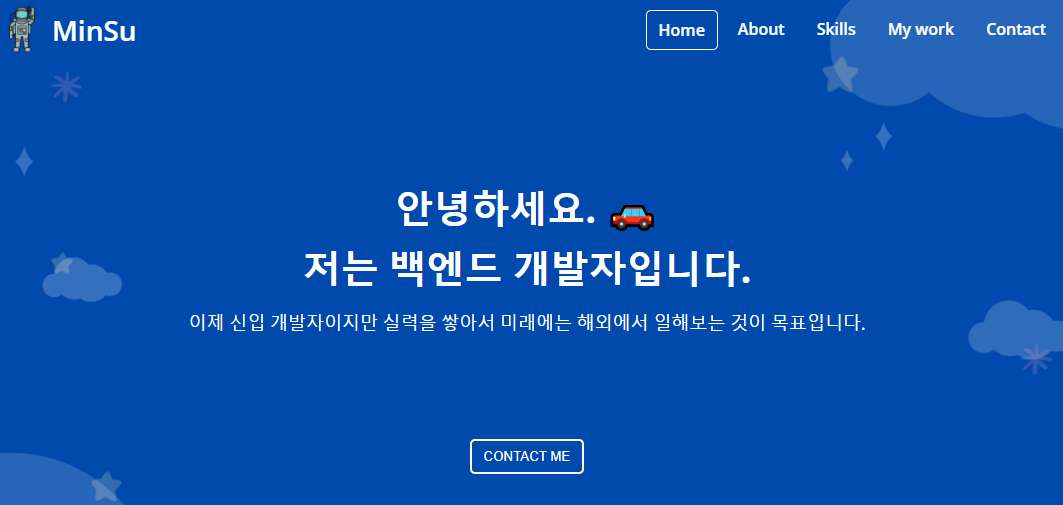 MinSu
Home About Skills My work Contact
안녕하세요. 🚗
저는 백엔드 개발자입니다.
이제 신입 개발자이지만 실력을 쌓아서 미래에는 해외에서 일해보는 것이 목표입니다.
CONTACT ME